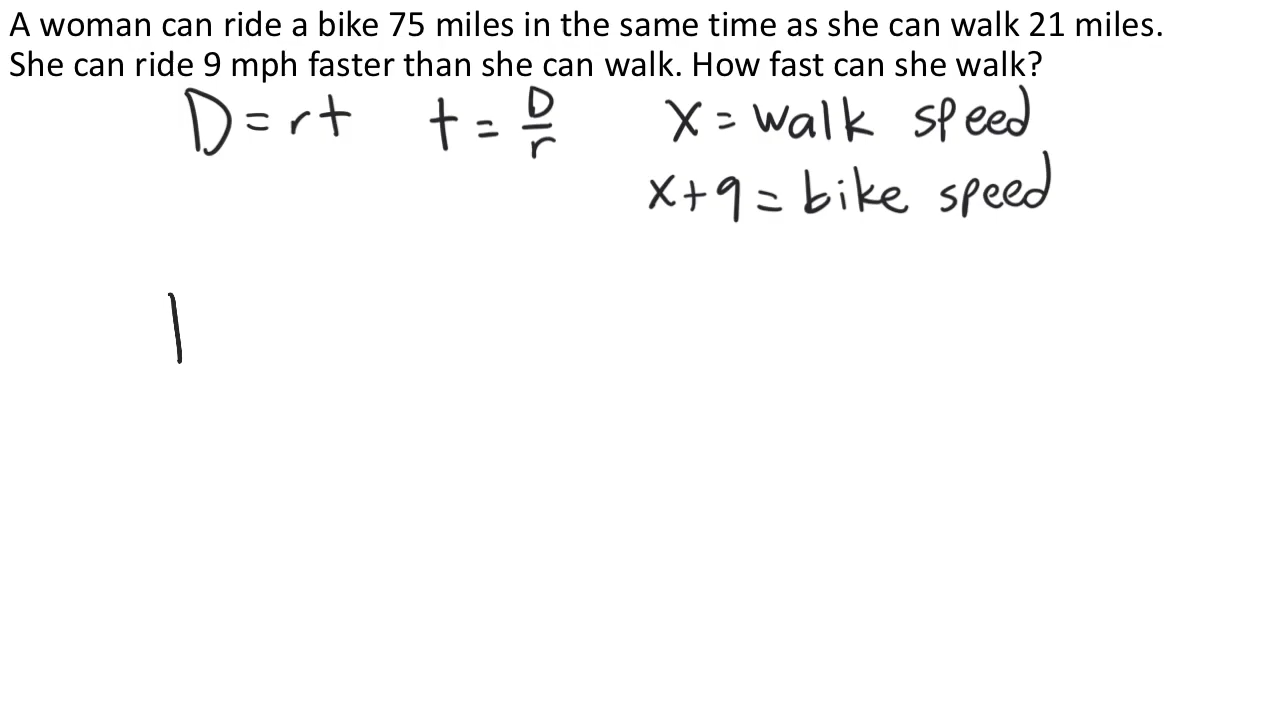 A woman can ride a bike 75 miles in the same time as she can walk 21 miles.
She can ride 9 mph faster than she can walk. How fast can she walk?
D = rt t = D/r x = walk speed
x+9 = bike speed